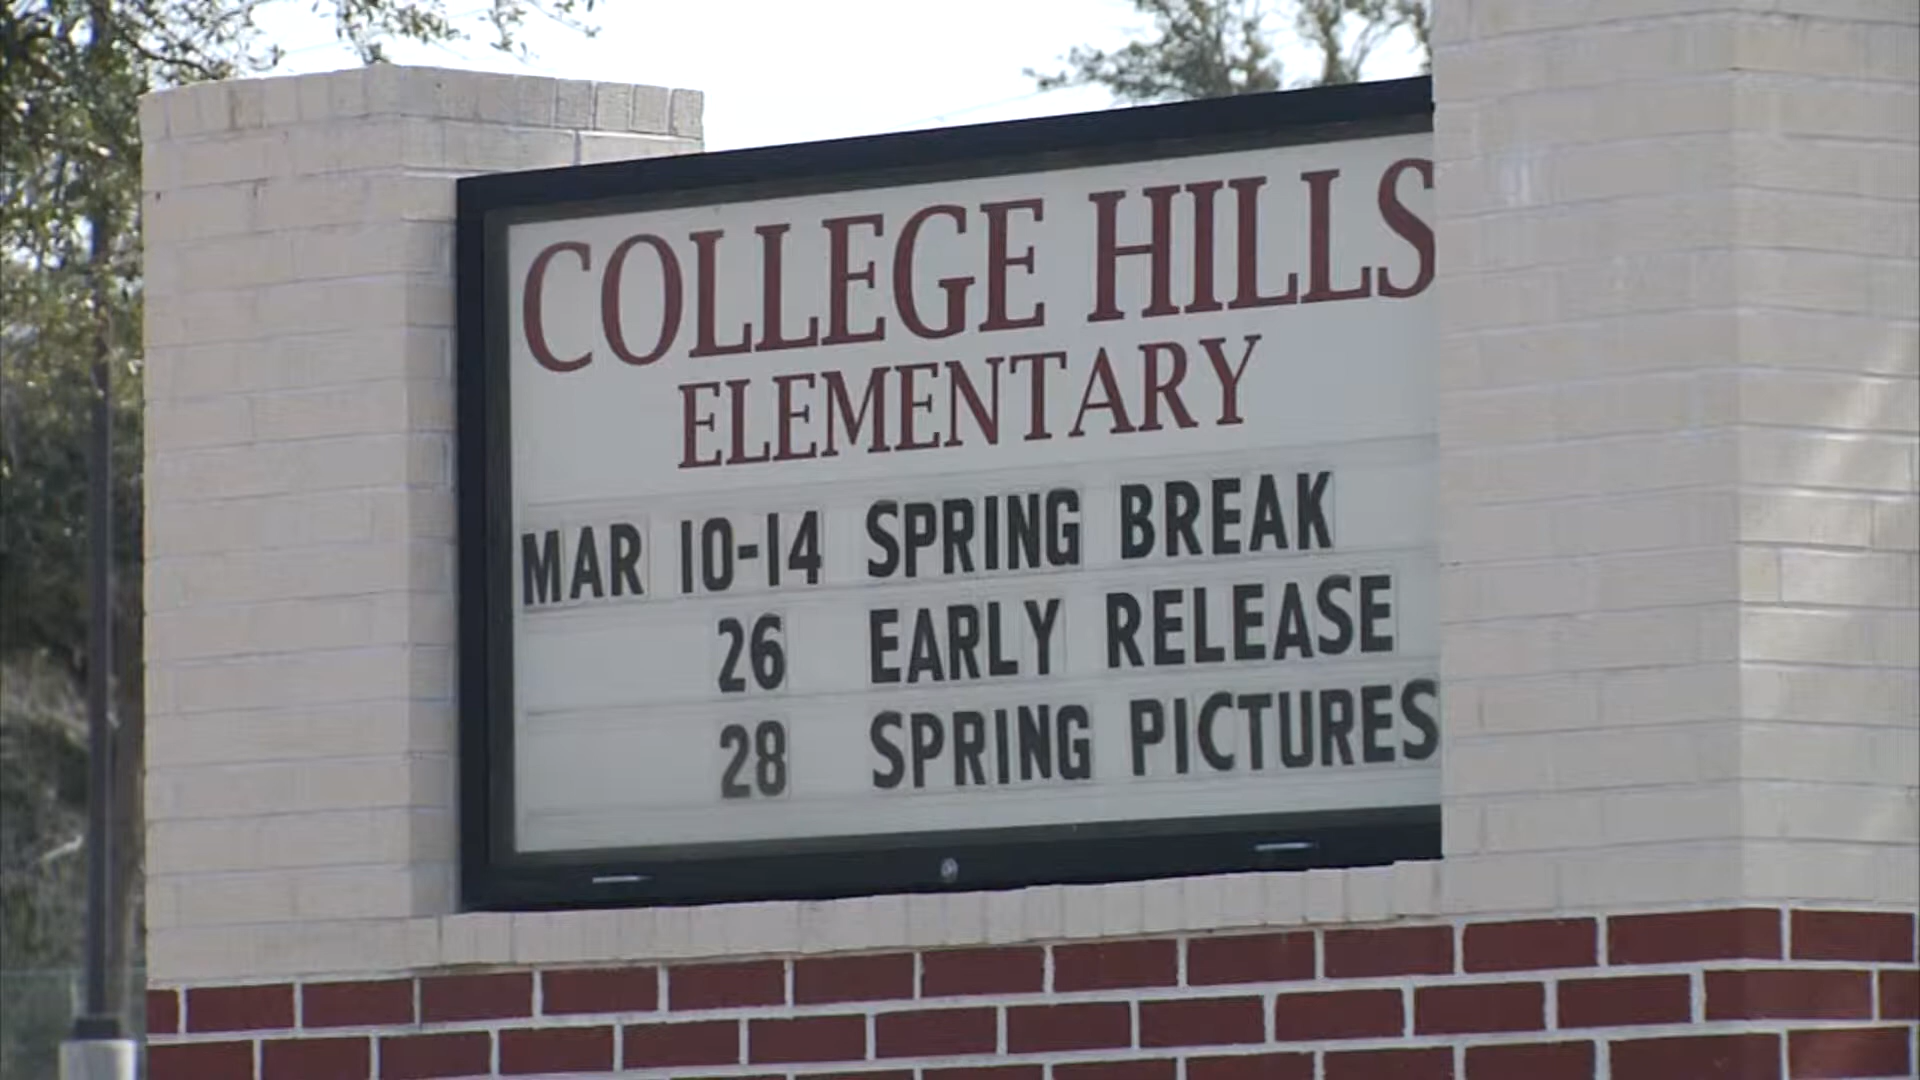 COLLEGE HILLS
ELEMENTARY
MAR 10-14 SPRING BREAK
26 EARLY RELEASE
28 SPRING PICTURES